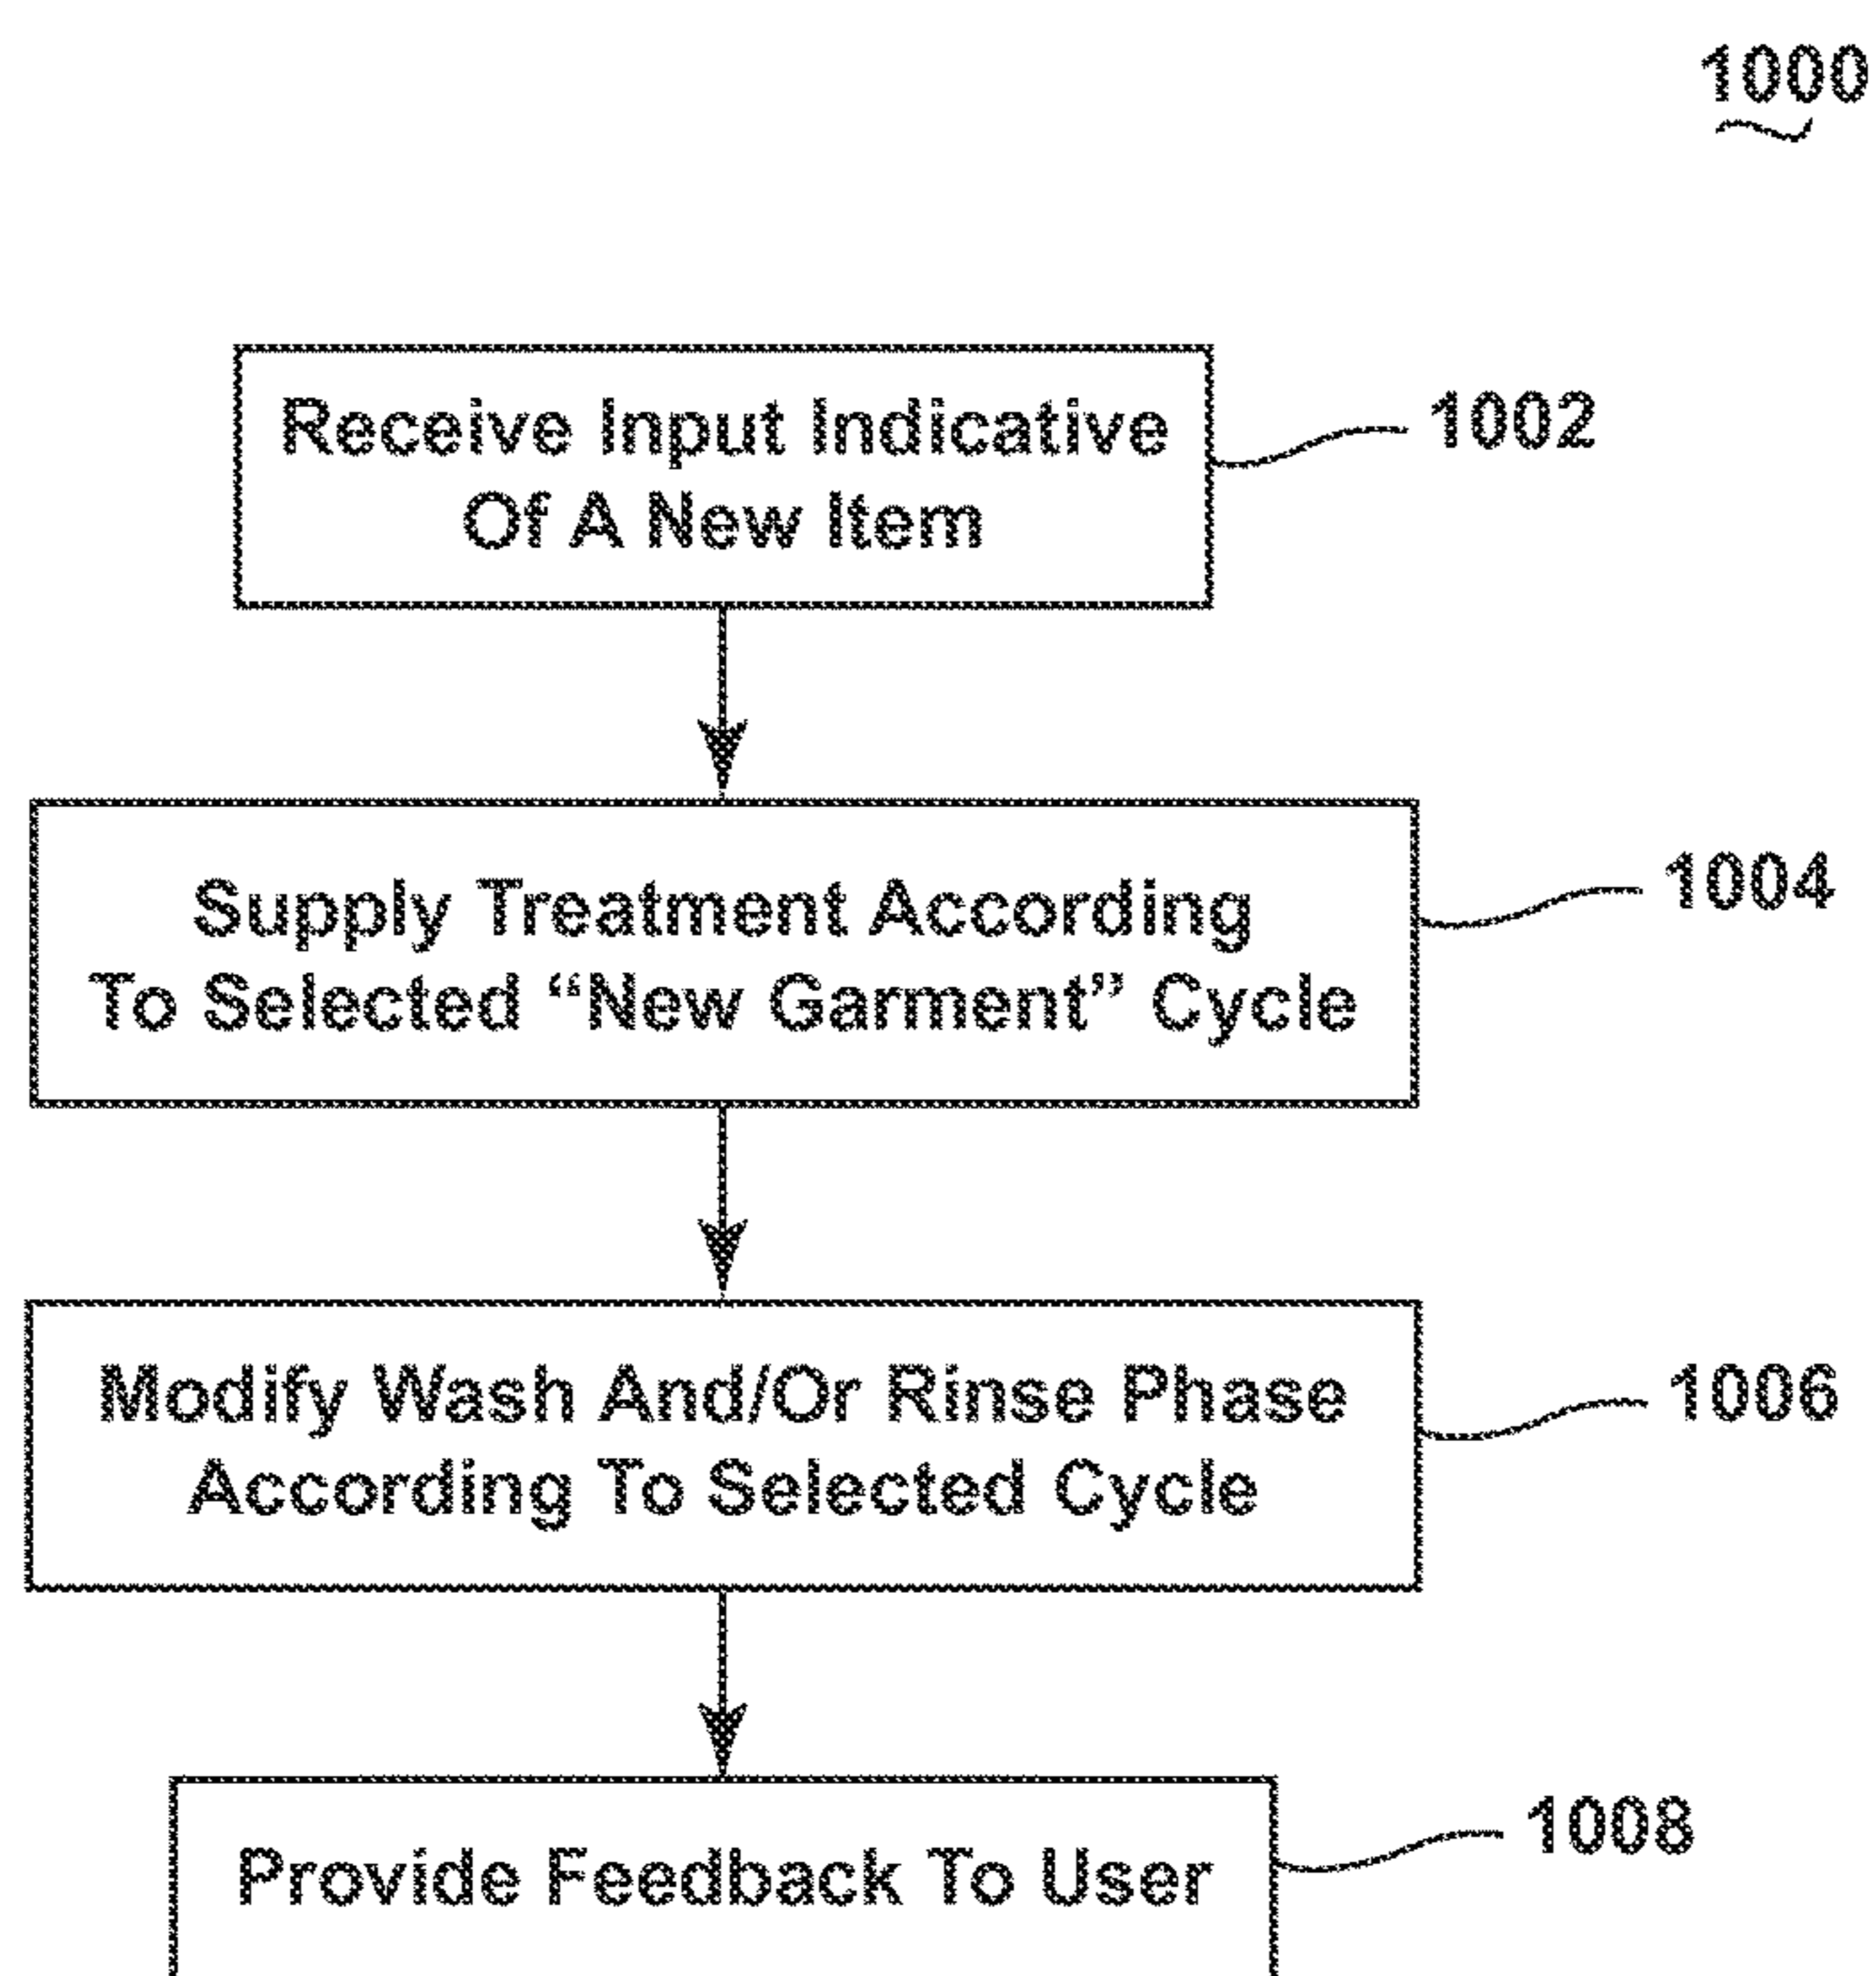 1000
Receive Input Indicative
Of A New Item
1002
Supply Treatment According
To Selected “New Garment” Cycle
1004
Modify Wash And/Or Rinse Phase
According To Selected Cycle
1006
Provide Feedback To User
1008